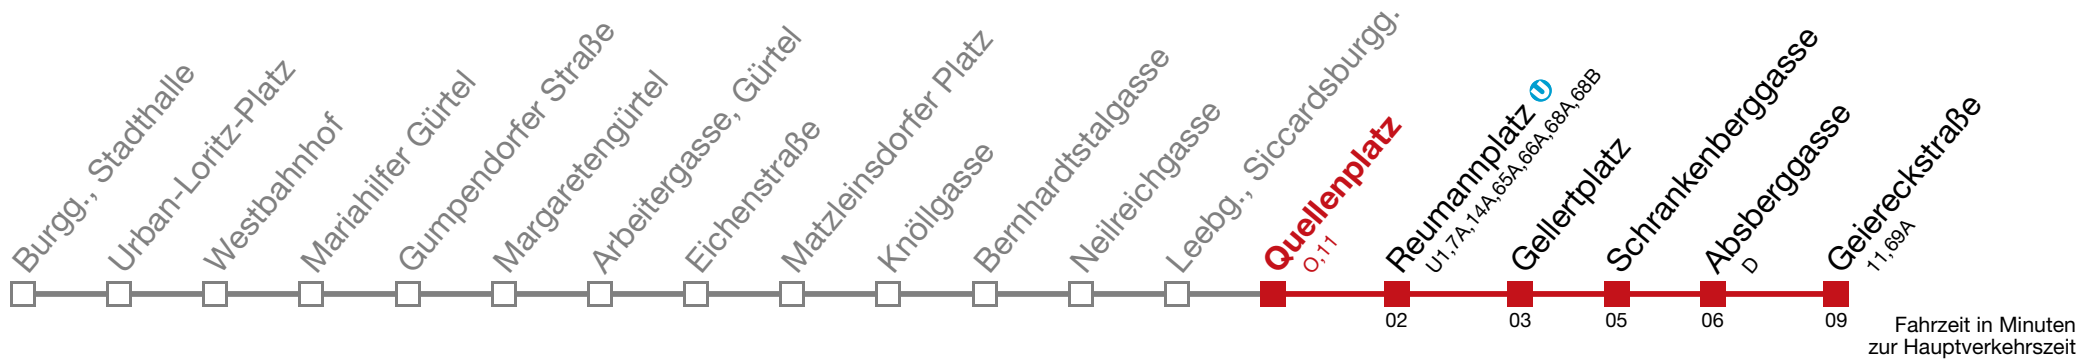 Burgg., Stadthalle
Urban-Loritz-Platz
Westbahnhof
Mariahilfer Gürtel
Gumpendorfer Straße
Margaretengürtel
Arbeitergasse, Gürtel
Eichenstraße
Matzleinsdorfer Platz
Knöllgasse
Bernhardtstalgasse
Neilreichgasse
Leebg., Siccardsburgg.
Quellenplatz
O,11
Reumannplatz U
U1,7A,14A,65A,66A,68A,68B
Gellertplatz
Schrankenberggasse
Absberggasse
D
Geiereckstraße
11,69A
02
03
05
06
09
Fahrzeit in Minuten
zur Hauptverkehrszeit